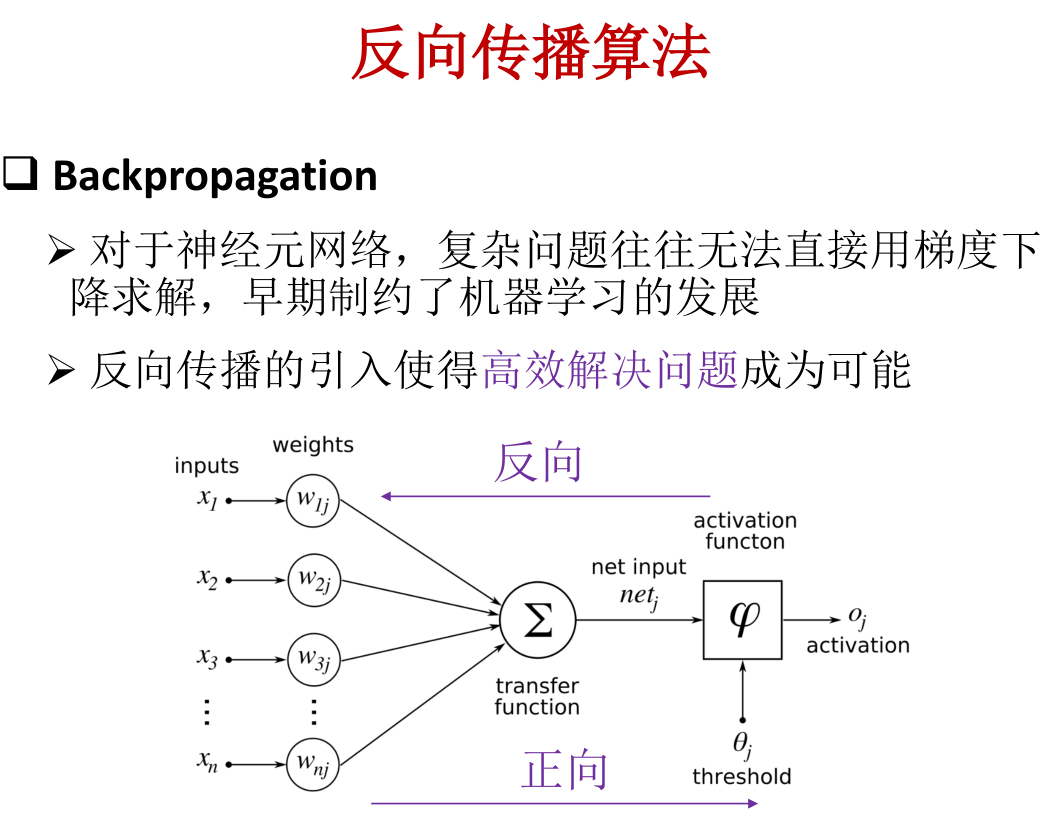 反向传播算法
❑ Backpropagation
➢ 对于神经元网络，复杂问题往往无法直接用梯度下
降求解，早期制约了机器学习的发展
➢ 反向传播的引入使得高效解决问题成为可能
weights
inputs
反向
x1
w1j
activation
functon
x2
w2j
net input
netj
Σ
φ
oj
activation
x3
w3j
transfer
function
⋮
⋮
θj
threshold
xn
wnj
正向